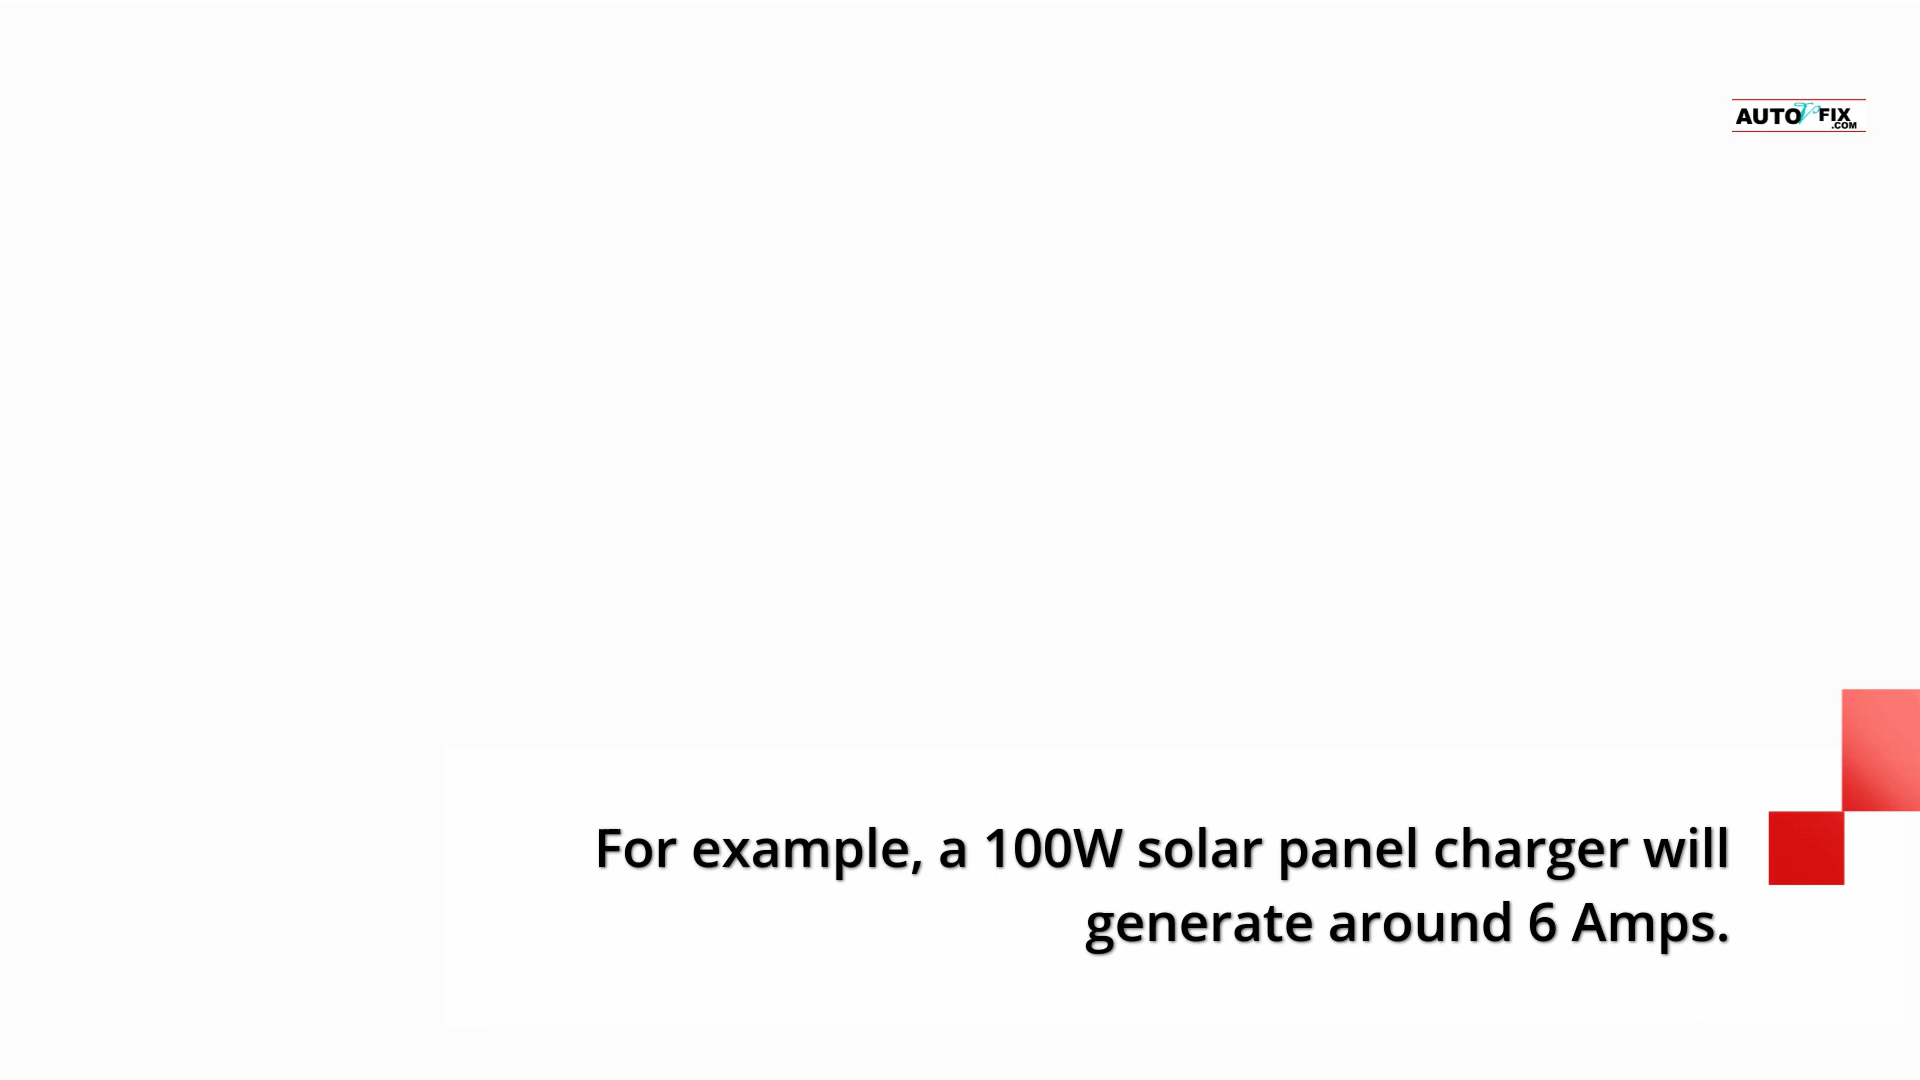 AUTO FIX
.COM
For example, a 100W solar panel charger will
generate around 6 Amps.